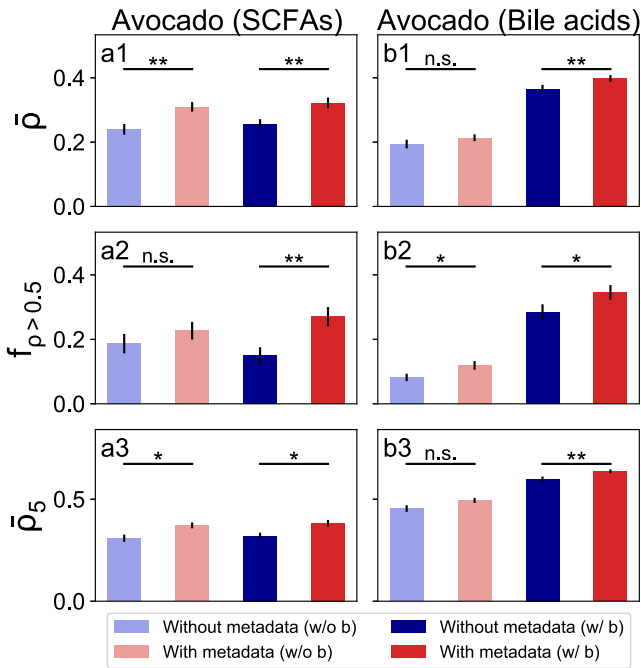 Avocado (SCFAs) Avocado (Bile acids)
a1 b1
** ** n.s. **
0.4
0.2
0.0
ρ̄
a2 b2
n.s. ** * *
0.4
0.2
0.0
f ρ > 0.5
a3 b3
* * n.s. **
0.5
0.0
ρ̄5
Without metadata (w/o b) Without metadata (w/ b)
With metadata (w/o b) With metadata (w/ b)